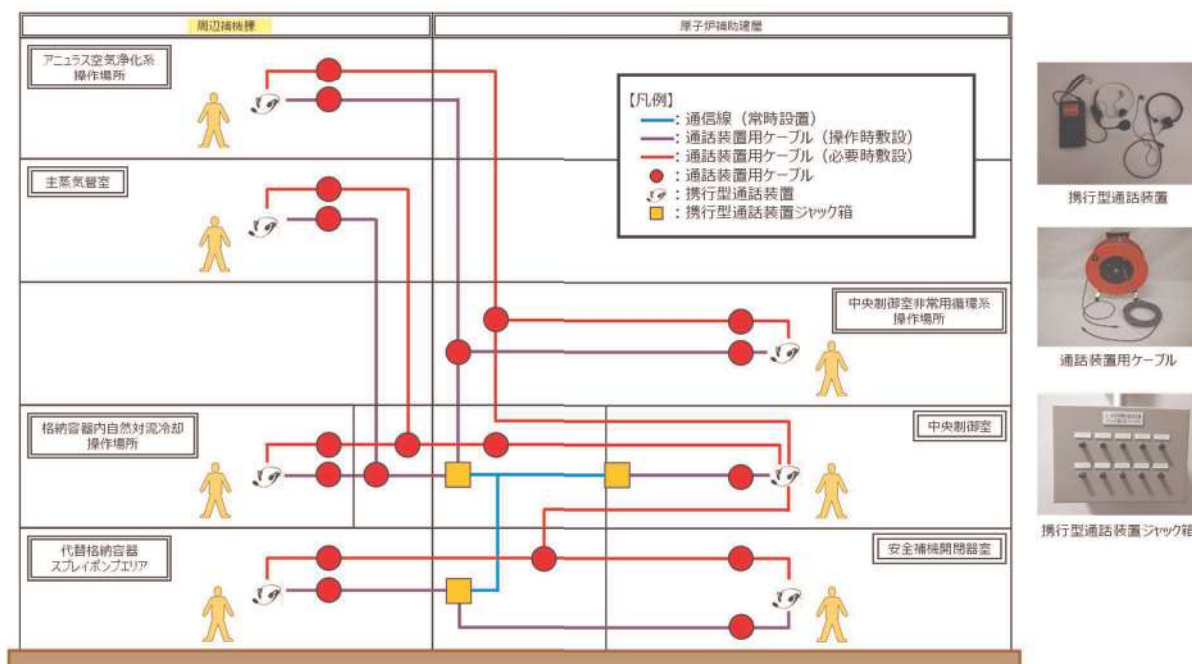 周辺補機棟
原子炉補助建屋
アニュラス空気浄化系
操作場所
【凡例】
：通信線（常時設置）
：通話装置用ケーブル（操作時敷設）
：通話装置用ケーブル（必要時敷設）
：通話装置用ケーブル
：携行型通話装置
：携行型通話装置ジャック箱
主蒸気管室
中央制御室非常用循環系
操作場所
格納容器内自然対流冷却
操作場所
中央制御室
代替格納容器
スプレイポンプエリア
安全補機開閉器室
携行型通話装置
通話装置用ケーブル
携行型通話装置ジャック箱